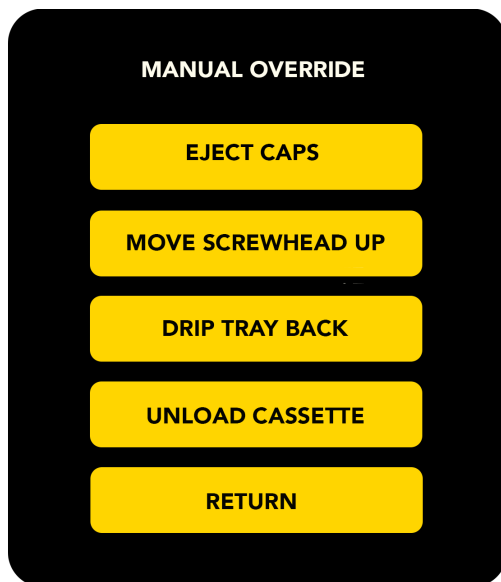 MANUAL OVERRIDE
EJECT CAPS
MOVE SCREWHEAD UP
DRIP TRAY BACK
UNLOAD CASSETTE
RETURN